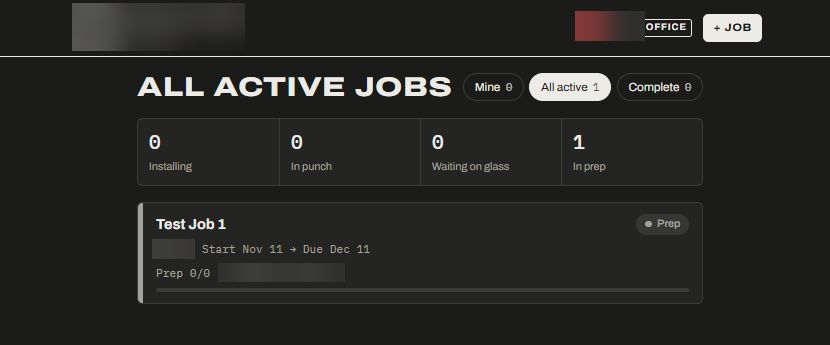 OFFICE
+ JOB
ALL ACTIVE JOBS
Mine 0
All active 1
Complete 0
0
Installing
0
In punch
0
Waiting on glass
1
In prep
Test Job 1
Prep
Start Nov 11 → Due Dec 11
Prep 0/0